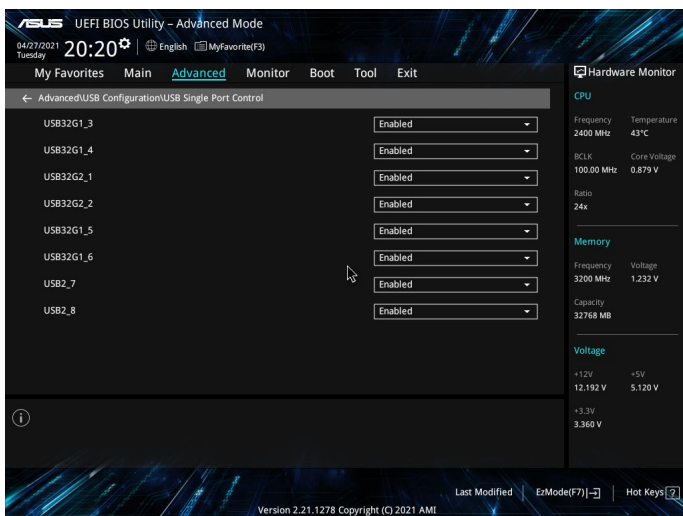 ASUS UEFI BIOS Utility – Advanced Mode
04/27/2021 Tuesday 20:20 English MyFavorite(F3)
My Favorites Main Advanced Monitor Boot Tool Exit
← Advanced\USB Configuration\USB Single Port Control
USB32G1_3 Enabled
USB32G1_4 Enabled
USB32G2_1 Enabled
USB32G2_2 Enabled
USB32G1_5 Enabled
USB32G1_6 Enabled
USB2_7 Enabled
USB2_8 Enabled
Hardware Monitor
CPU
Frequency Temperature
2400 MHz 43°C
BCLK Core Voltage
100.00 MHz 0.879 V
Ratio
24x
Memory
Frequency Voltage
3200 MHz 1.232 V
Capacity
32768 MB
Voltage
+12V +5V
12.192 V 5.120 V
+3.3V
3.360 V
Last Modified EzMode(F7) Hot Keys ?
Version 2.21.1278 Copyright (C) 2021 AMI